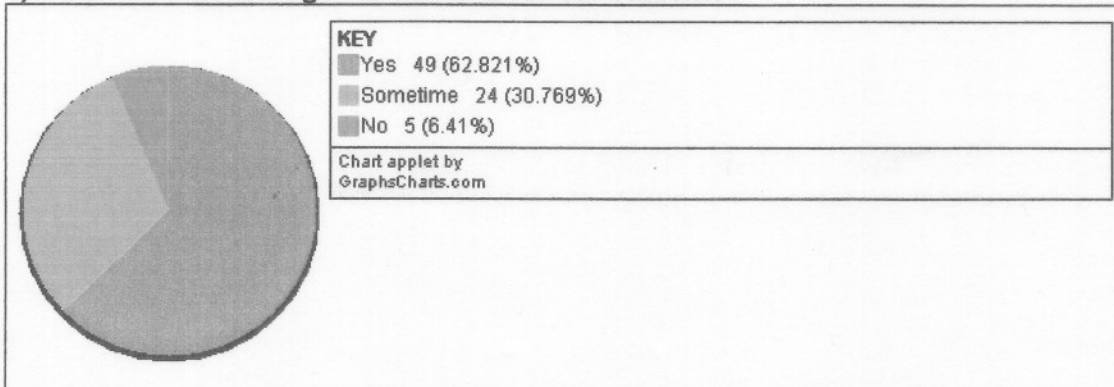 KEY
Yes 49 (62.821%)
Sometime 24 (30.769%)
No 5 (6.41%)
Chart applet by
GraphsCharts.com